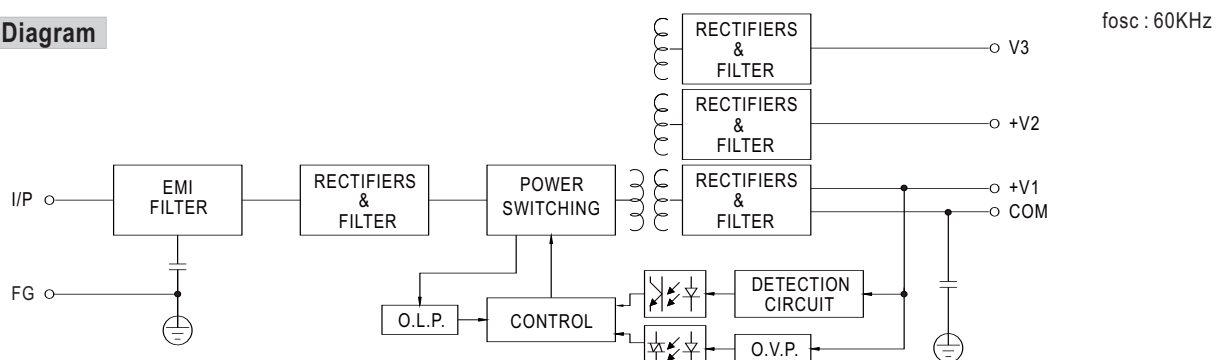 Diagram
fosc : 60KHz
RECTIFIERS
&
FILTER
V3
RECTIFIERS
&
FILTER
+V2
I/P
EMI
FILTER
RECTIFIERS
&
FILTER
POWER
SWITCHING
RECTIFIERS
&
FILTER
+V1
COM
FG
O.L.P.
CONTROL
DETECTION
CIRCUIT
O.V.P.